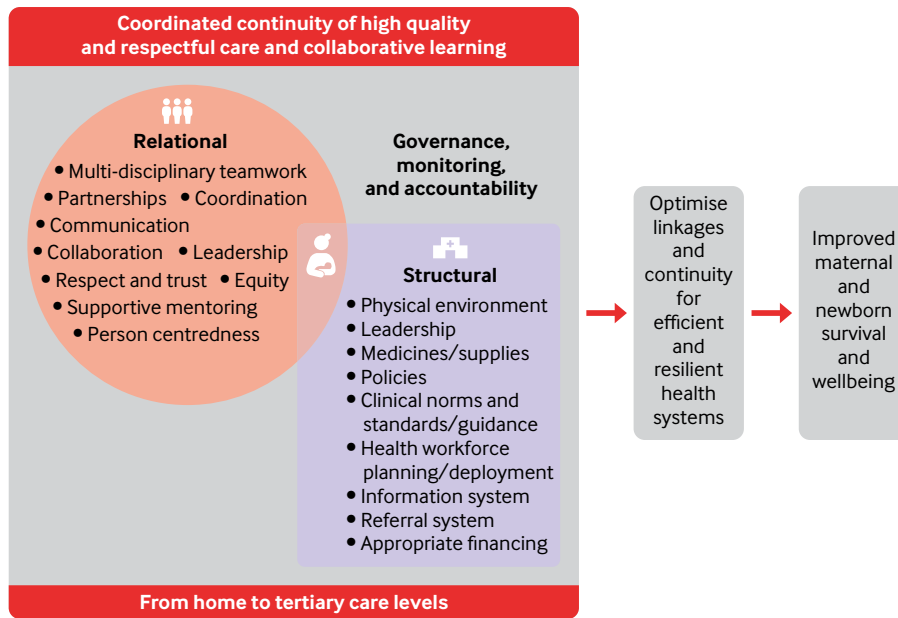 Coordinated continuity of high quality
and respectful care and collaborative learning
Relational
• Multi-disciplinary teamwork
• Partnerships • Coordination
• Communication
• Collaboration • Leadership
• Respect and trust • Equity
• Supportive mentoring
• Person centredness
Governance,
monitoring,
and accountability
Structural
• Physical environment
• Leadership
• Medicines/supplies
• Policies
• Clinical norms and
standards/guidance
• Health workforce
planning/deployment
• Information system
• Referral system
• Appropriate financing
From home to tertiary care levels
Optimise
linkages
and
continuity
for
efficient
and
resilient
health
systems
Improved
maternal
and
newborn
survival
and
wellbeing